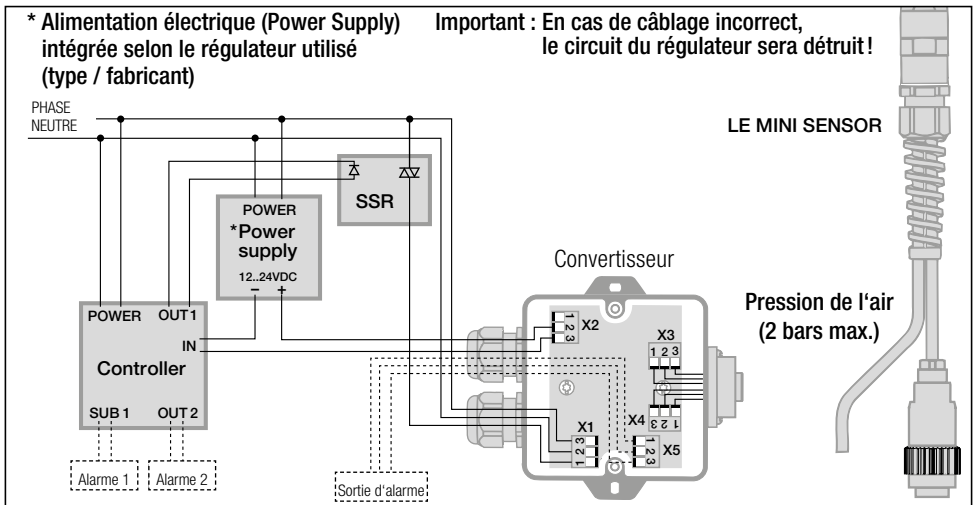 * Alimentation électrique (Power Supply)
intégrée selon le régulateur utilisé
(type / fabricant)
Important : En cas de câblage incorrect,
le circuit du régulateur sera détruit !
PHASE
NEUTRE
LE MINI SENSOR
SSR
POWER
*Power
supply
12..24VDC
– +
Convertisseur
Pression de l'air
(2 bars max.)
POWER OUT 1
IN
Controller
SUB 1 OUT 2
Alarme 1
Alarme 2
Sortie d'alarme
1
2
3
X2
X3
1 2 3
X4
3 2 1
X1
3
2
1
1
2
3
X5